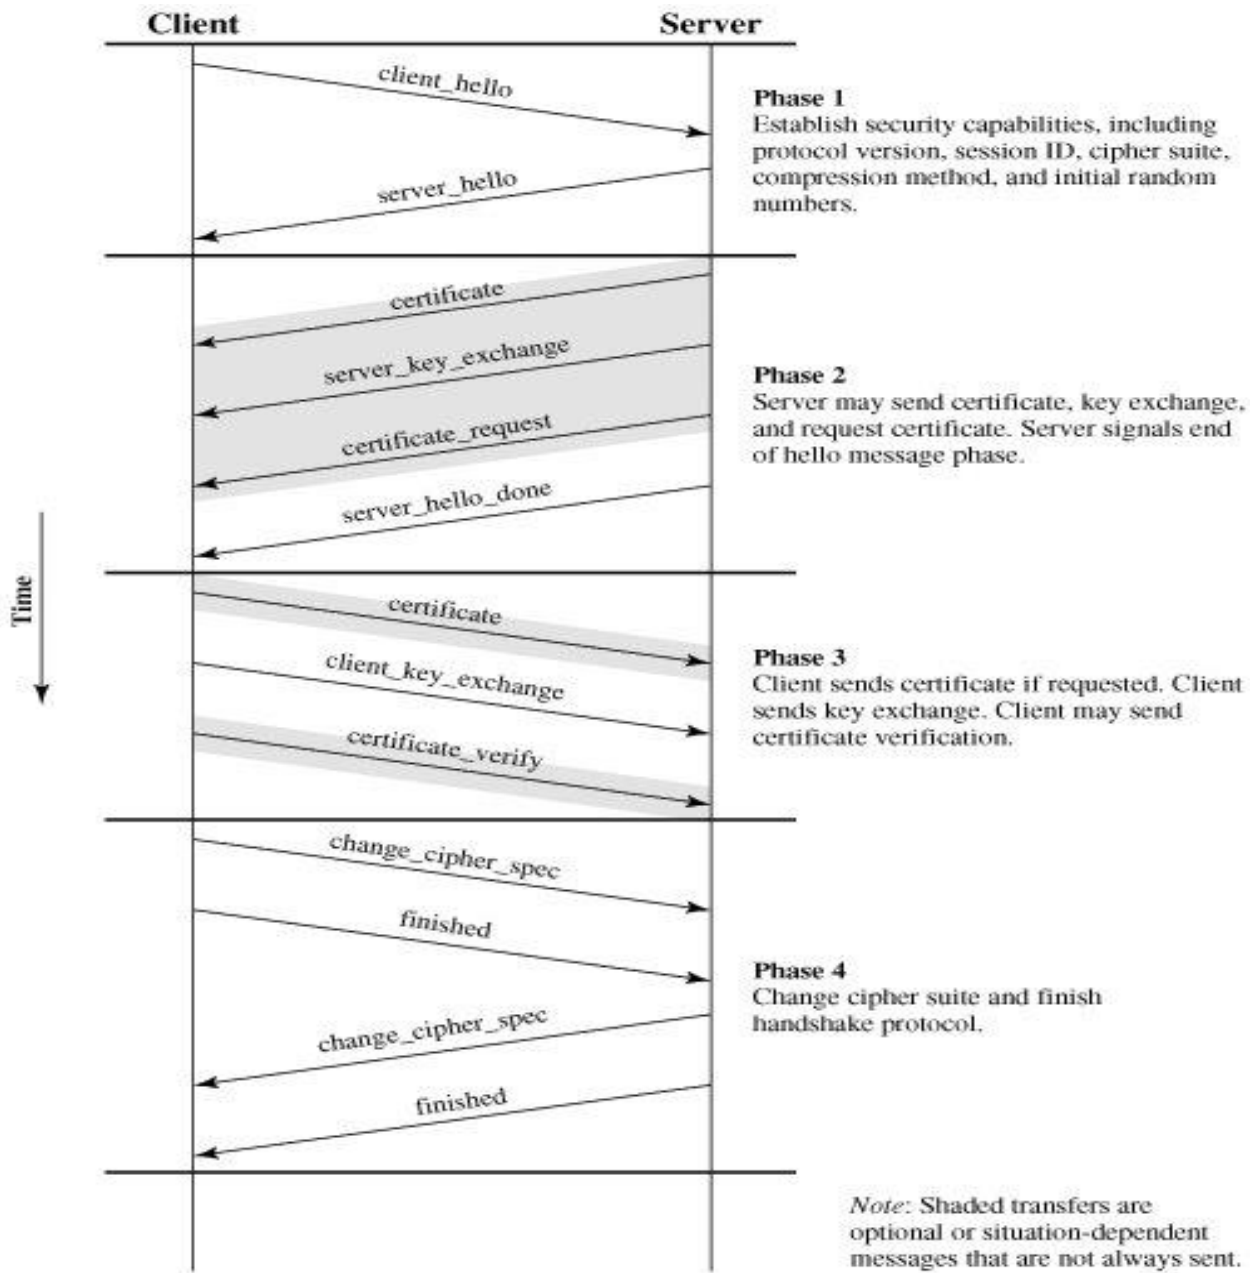 Client
Server
client_hello
server_hello
Phase 1
Establish security capabilities, including
protocol version, session ID, cipher suite,
compression method, and initial random
numbers.
certificate
server_key_exchange
certificate_request
server_hello_done
Phase 2
Server may send certificate, key exchange,
and request certificate. Server signals end
of hello message phase.
Time
certificate
client_key_exchange
certificate_verify
Phase 3
Client sends certificate if requested. Client
sends key exchange. Client may send
certificate verification.
change_cipher_spec
finished
change_cipher_spec
finished
Phase 4
Change cipher suite and finish
handshake protocol.
Note: Shaded transfers are
optional or situation-dependent
messages that are not always sent.